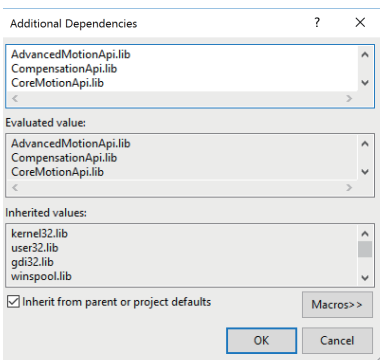 Additional Dependencies
AdvancedMotionApi.lib
CompensationApi.lib
CoreMotionApi.lib
Evaluated value:
AdvancedMotionApi.lib
CompensationApi.lib
CoreMotionApi.lib
Inherited values:
kernel32.lib
user32.lib
gdi32.lib
winspool.lib
Inherit from parent or project defaults
Macros>>
OK Cancel